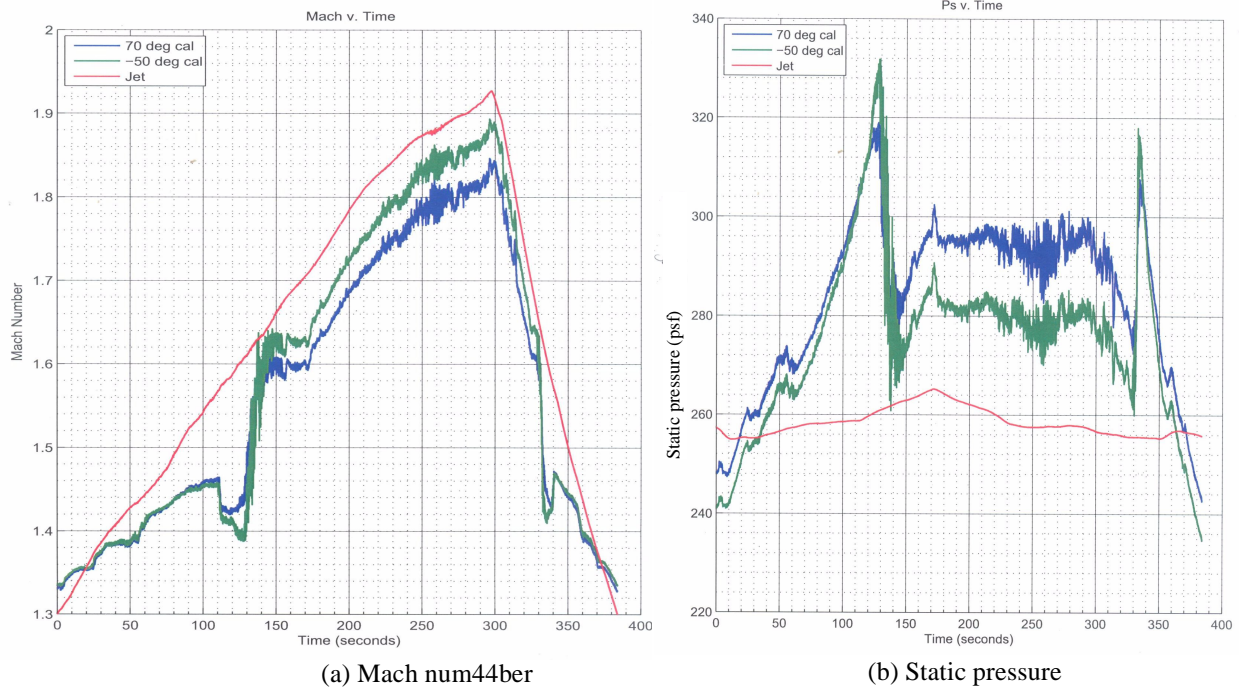 Mach v. Time
2
1.9
1.8
1.7
1.6
1.5
1.4
1.3
Mach Number
70 deg cal
−50 deg cal
Jet
0 50 100 150 200 250 300 350 400
Time (seconds)
(a) Mach num44ber
Ps v. Time
340
320
300
280
260
240
220
Static pressure (psf)
70 deg cal
−50 deg cal
Jet
0 50 100 150 200 250 300 350 400
Time (seconds)
(b) Static pressure